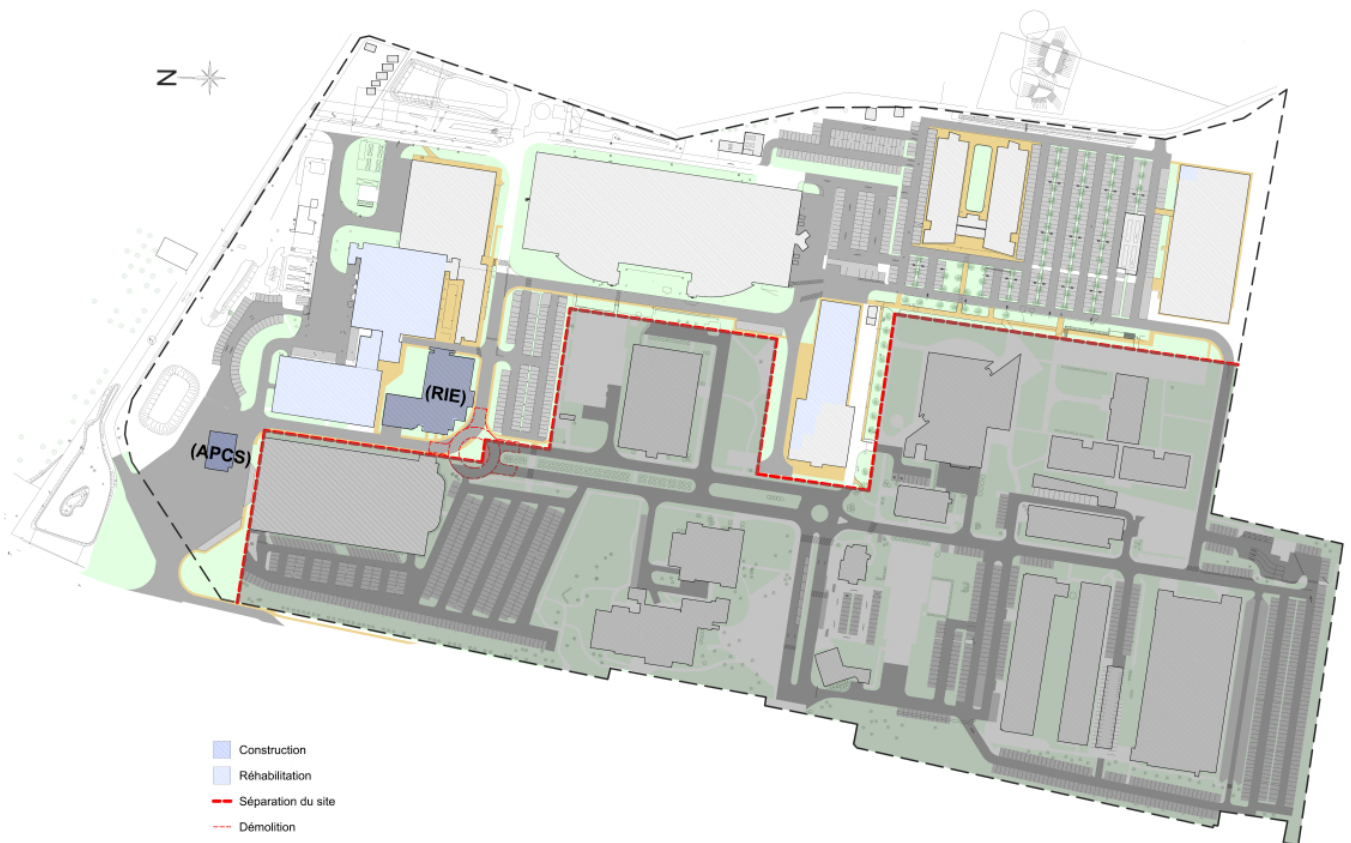 N
(RIE)
(APCS)
Construction
Réhabilitation
Séparation du site
Démolition